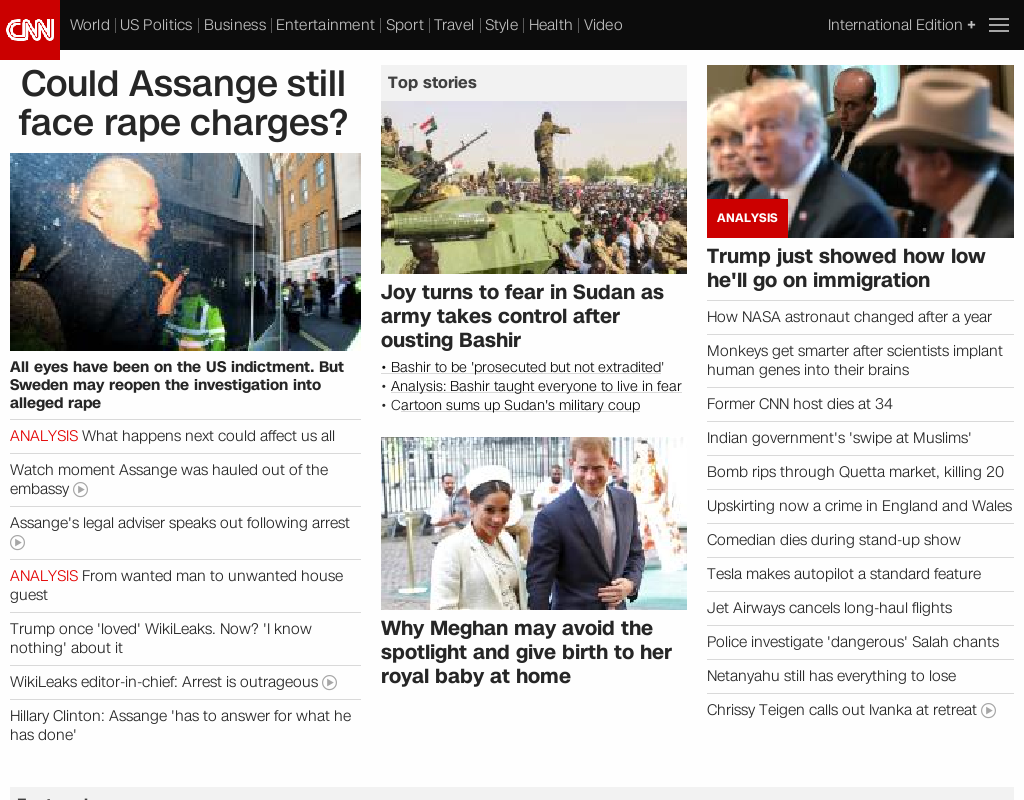 CNN
World
US Politics
Business
Entertainment
Sport
Travel
Style
Health
Video
International Edition +
Could Assange still
face rape charges?
All eyes have been on the US indictment. But
Sweden may reopen the investigation into
alleged rape
ANALYSIS What happens next could affect us all
Watch moment Assange was hauled out of the
embassy
Assange's legal adviser speaks out following arrest
ANALYSIS From wanted man to unwanted house
guest
Trump once 'loved' WikiLeaks. Now? 'I know
nothing' about it
WikiLeaks editor-in-chief: Arrest is outrageous
Hillary Clinton: Assange 'has to answer for what he
has done'
Top stories
Joy turns to fear in Sudan as
army takes control after
ousting Bashir
• Bashir to be 'prosecuted but not extradited'
• Analysis: Bashir taught everyone to live in fear
• Cartoon sums up Sudan's military coup
Why Meghan may avoid the
spotlight and give birth to her
royal baby at home
ANALYSIS
Trump just showed how low
he'll go on immigration
How NASA astronaut changed after a year
Monkeys get smarter after scientists implant
human genes into their brains
Former CNN host dies at 34
Indian government's 'swipe at Muslims'
Bomb rips through Quetta market, killing 20
Upskirting now a crime in England and Wales
Comedian dies during stand-up show
Tesla makes autopilot a standard feature
Jet Airways cancels long-haul flights
Police investigate 'dangerous' Salah chants
Netanyahu still has everything to lose
Chrissy Teigen calls out Ivanka at retreat